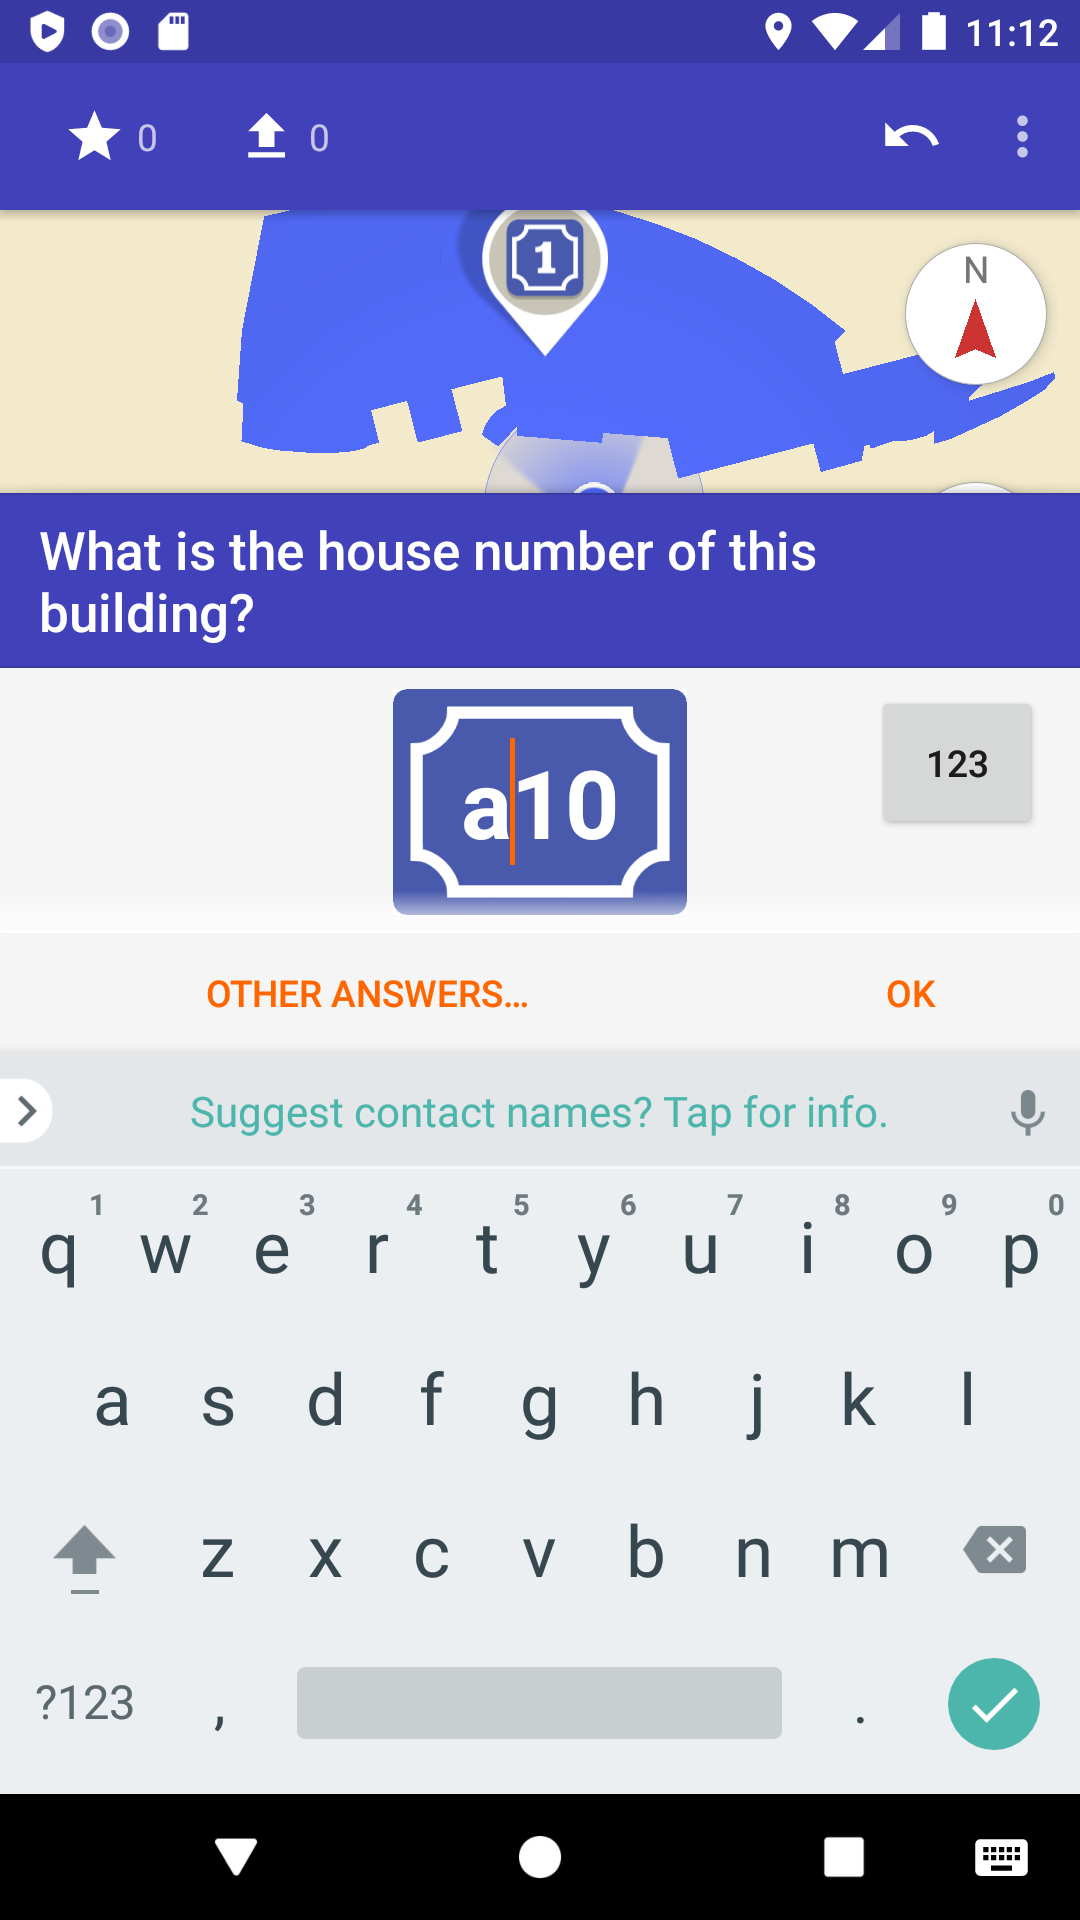 11:12
0 0
1
N
What is the house number of this
building?
a10
123
OTHER ANSWERS...
OK
Suggest contact names? Tap for info.
1 2 3 4 5 6 7 8 9 0
q w e r t y u i o p
a s d f g h j k l
z x c v b n m
?123 , .